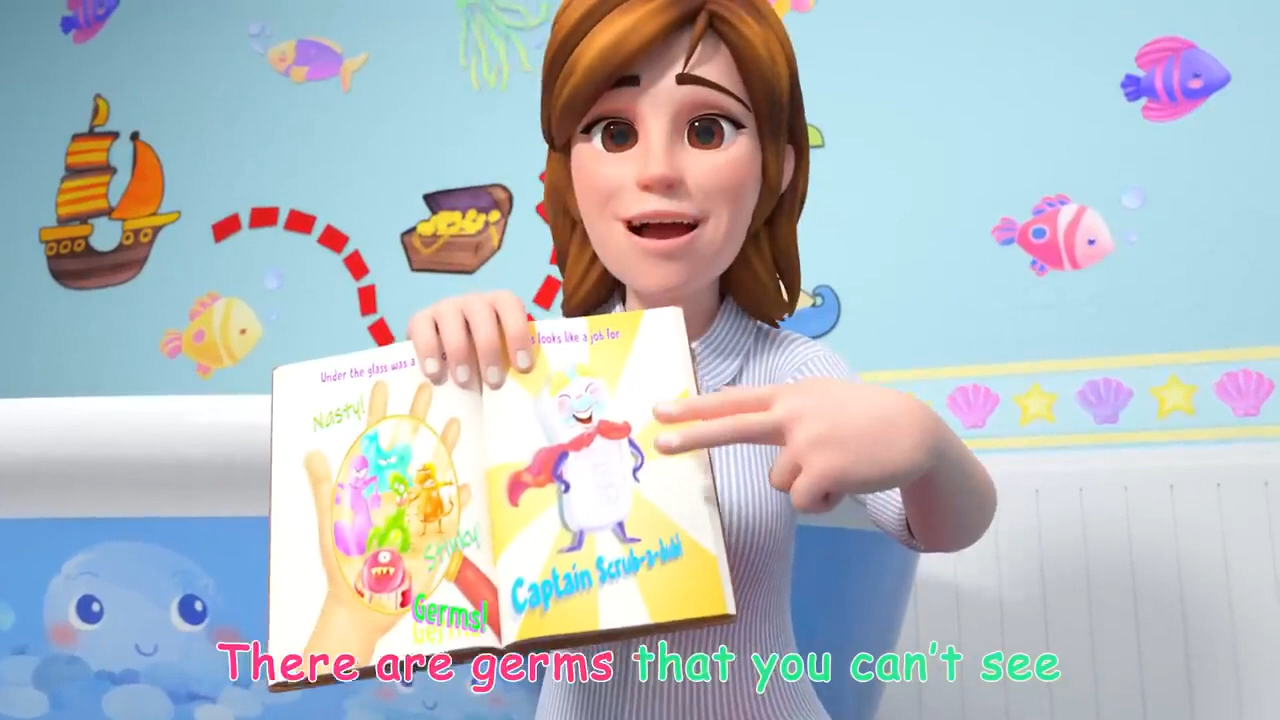 Under the glass was a
Nasty!
Stinky!
Germs!
looks like a job for
Captain Scrub-a-dub!
There are germs that you can't see